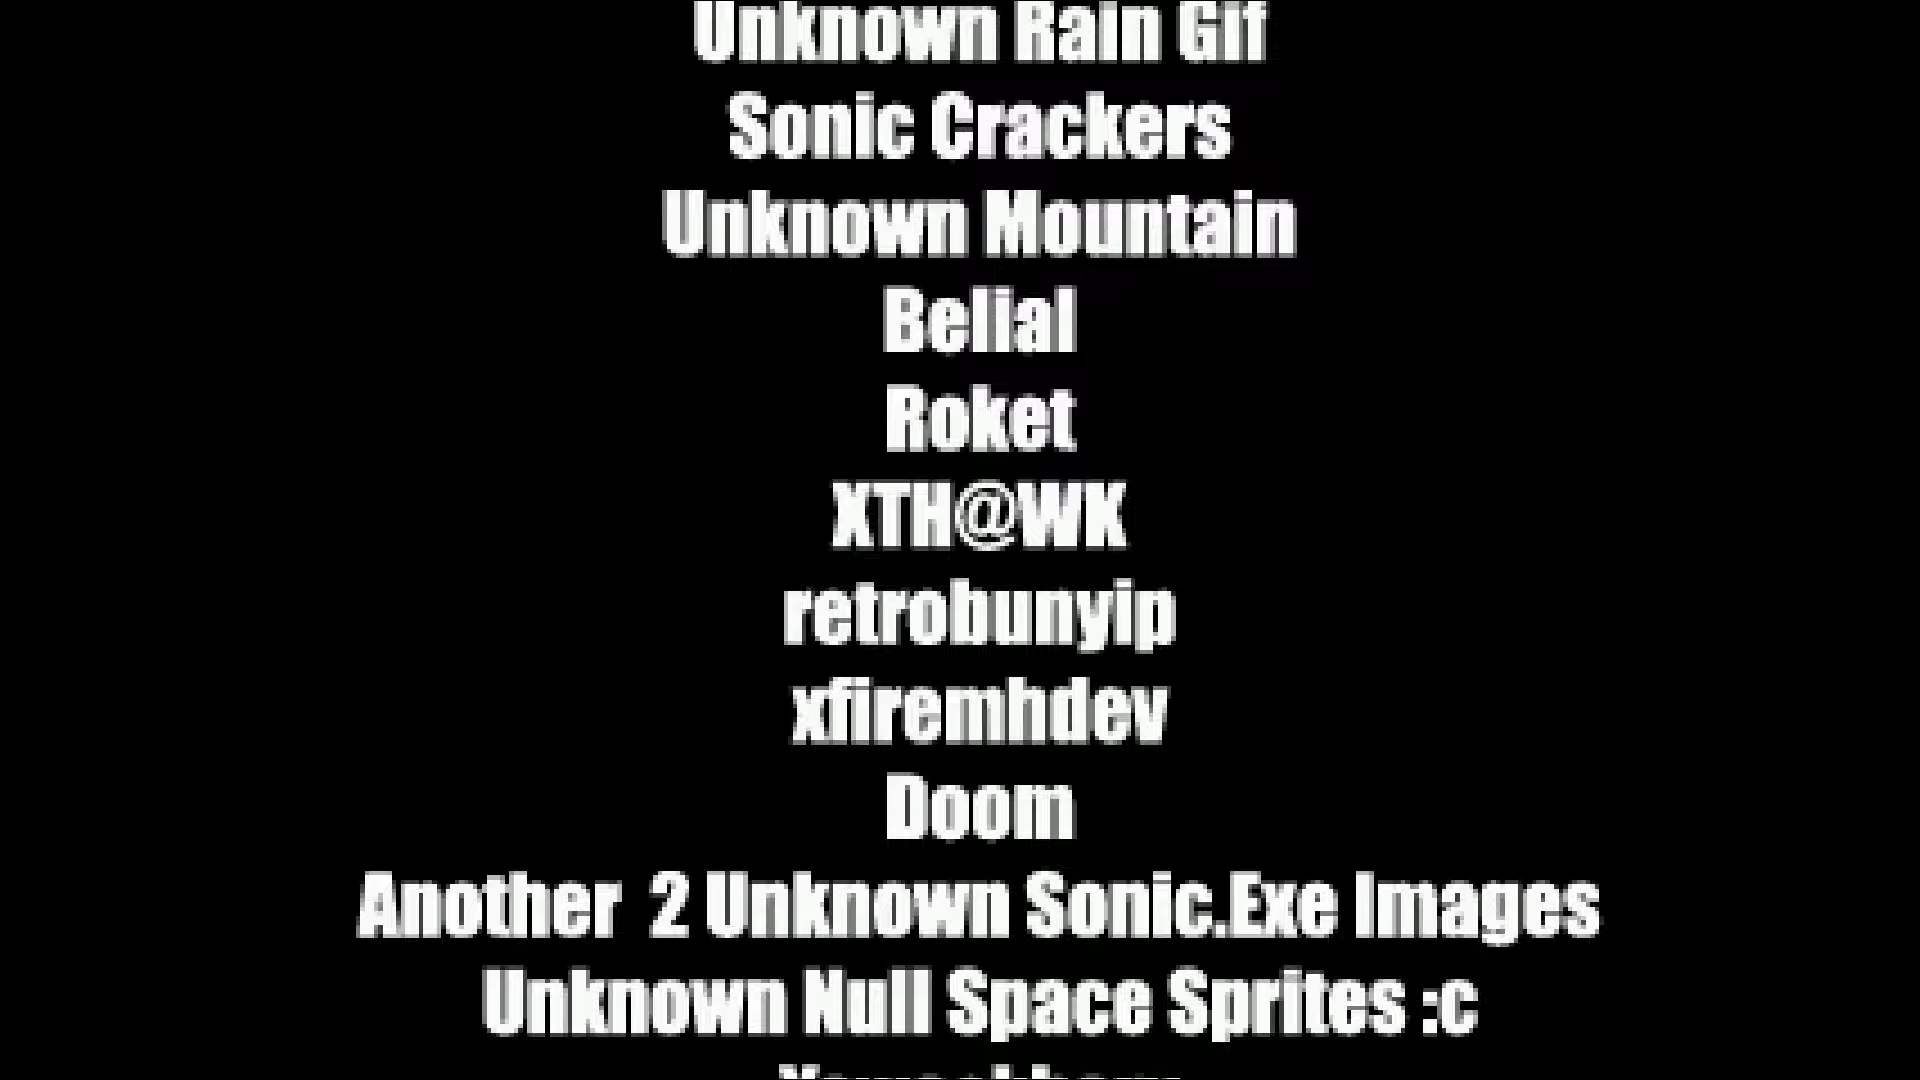 Unknown Rain Gif
Sonic Crackers
Unknown Mountain
Belial
Roket
XTH@WK
retrobunyip
xfiremhdev
Doom
Another  2 Unknown Sonic.Exe Images
Unknown Null Space Sprites :c